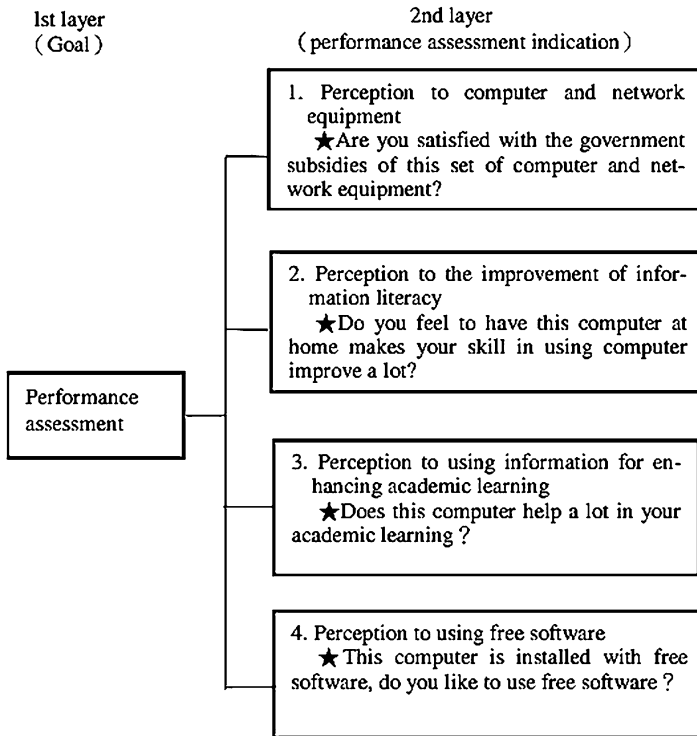 1st layer
( Goal )
2nd layer
( performance assessment indication )
1. Perception to computer and network
equipment
★Are you satisfied with the government
subsidies of this set of computer and net-
work equipment?
2. Perception to the improvement of infor-
mation literacy
★Do you feel to have this computer at
home makes your skill in using computer
improve a lot?
Performance
assessment
3. Perception to using information for en-
hancing academic learning
★Does this computer help a lot in your
academic learning ?
4. Perception to using free software
★This computer is installed with free
software, do you like to use free software ?